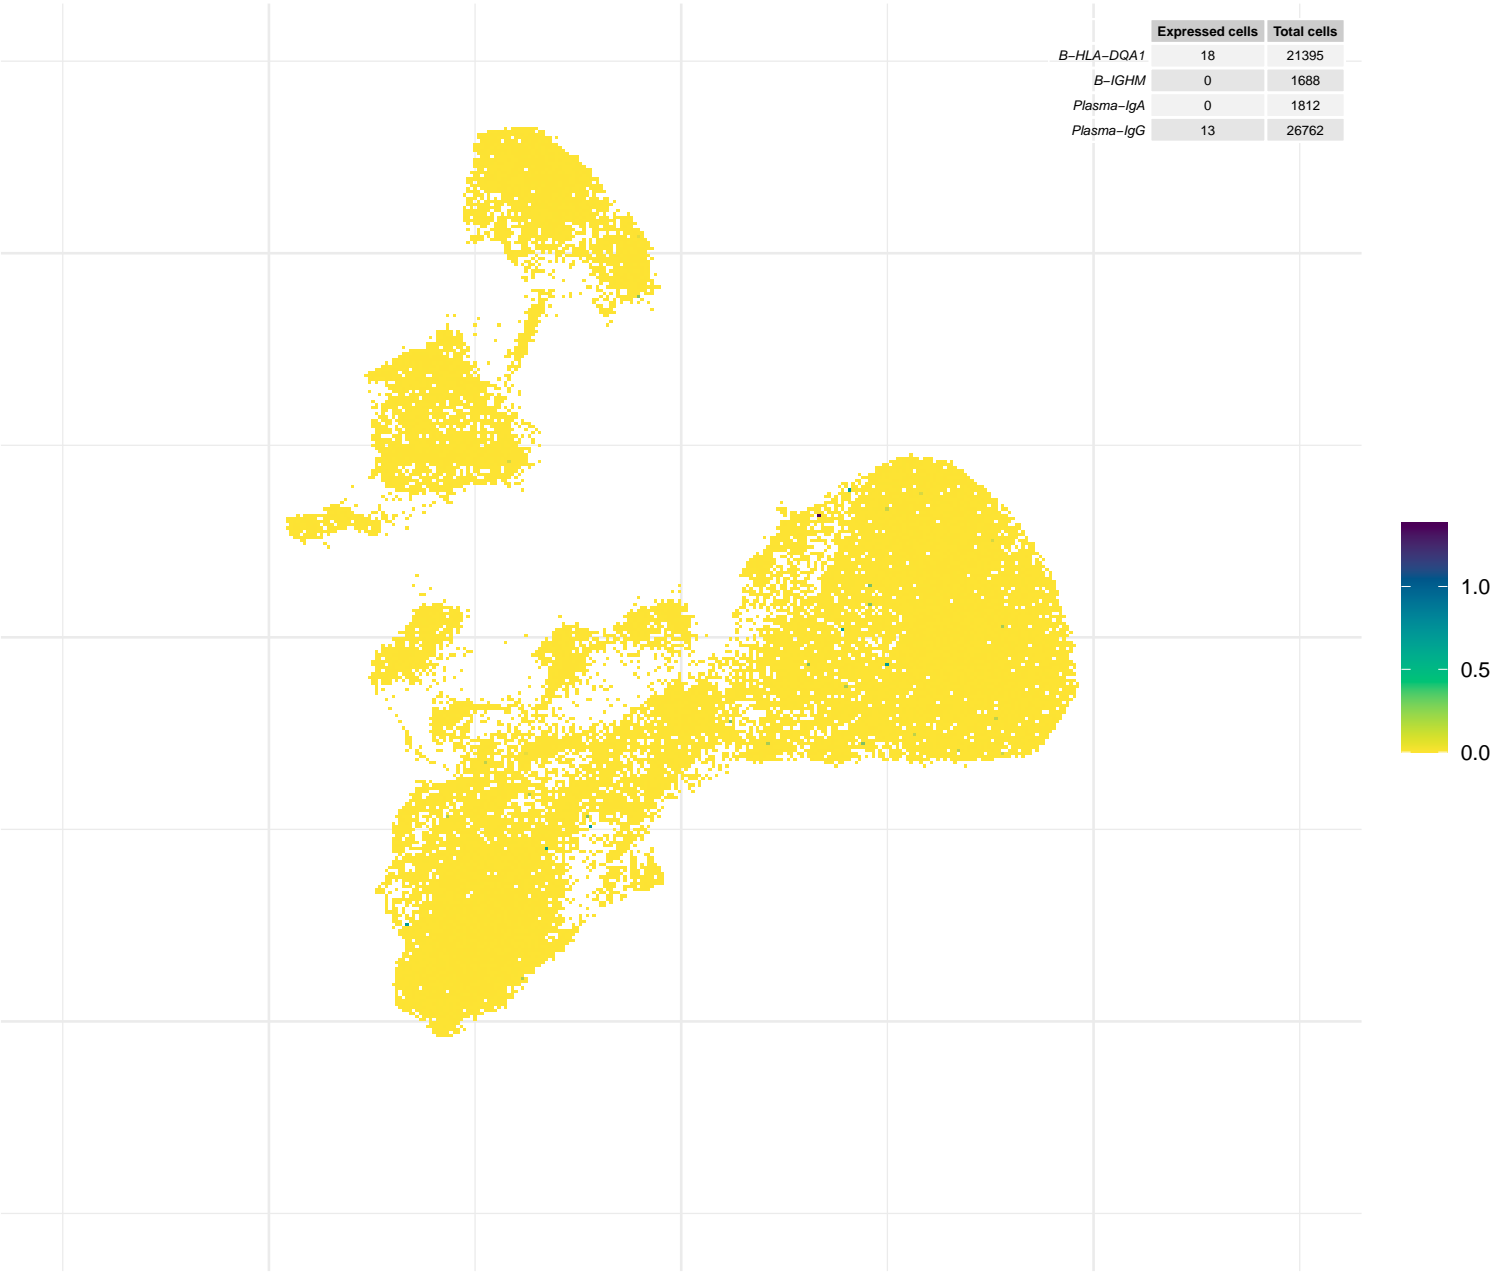 Expressed cells Total cells
B−HLA−DQA1 18 21395
B−IGHM 0 1688
Plasma−IgA 0 1812
Plasma−IgG 13 26762
1.0
0.5
0.0